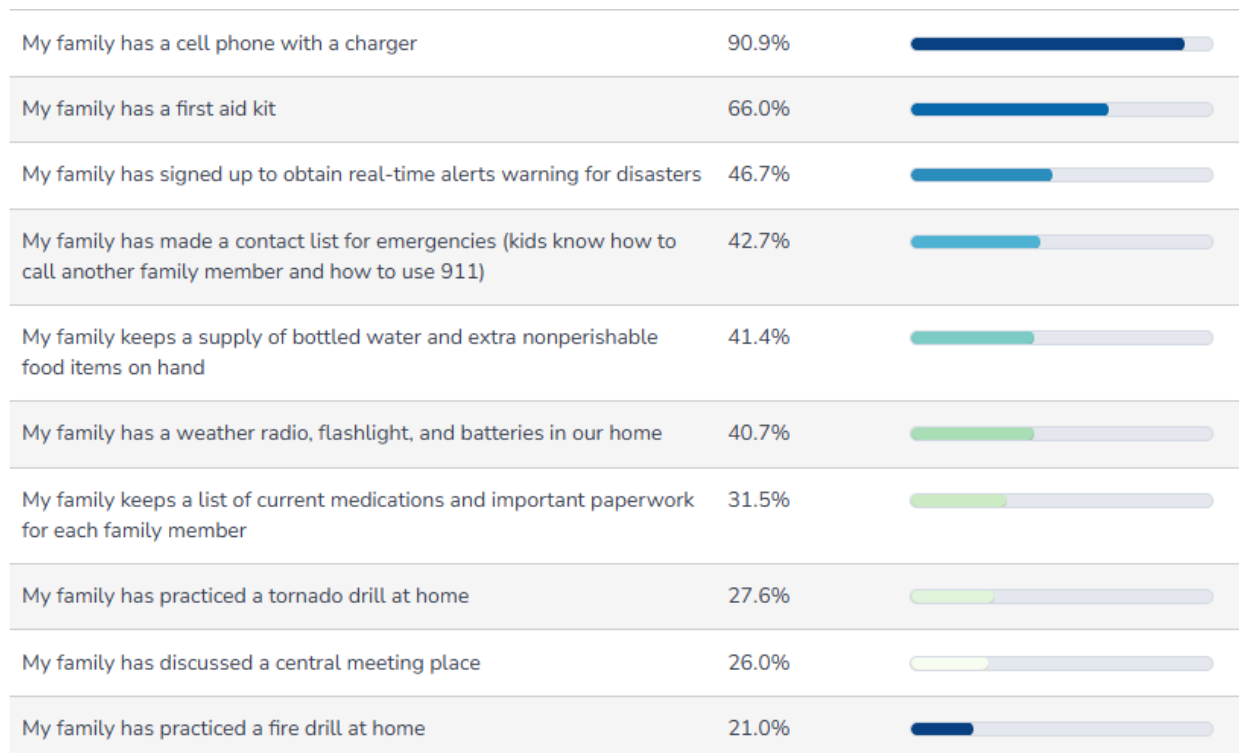 My family has a cell phone with a charger 90.9%
My family has a first aid kit 66.0%
My family has signed up to obtain real-time alerts warning for disasters 46.7%
My family has made a contact list for emergencies (kids know how to 42.7%
call another family member and how to use 911)
My family keeps a supply of bottled water and extra nonperishable 41.4%
food items on hand
My family has a weather radio, flashlight, and batteries in our home 40.7%
My family keeps a list of current medications and important paperwork 31.5%
for each family member
My family has practiced a tornado drill at home 27.6%
My family has discussed a central meeting place 26.0%
My family has practiced a fire drill at home 21.0%